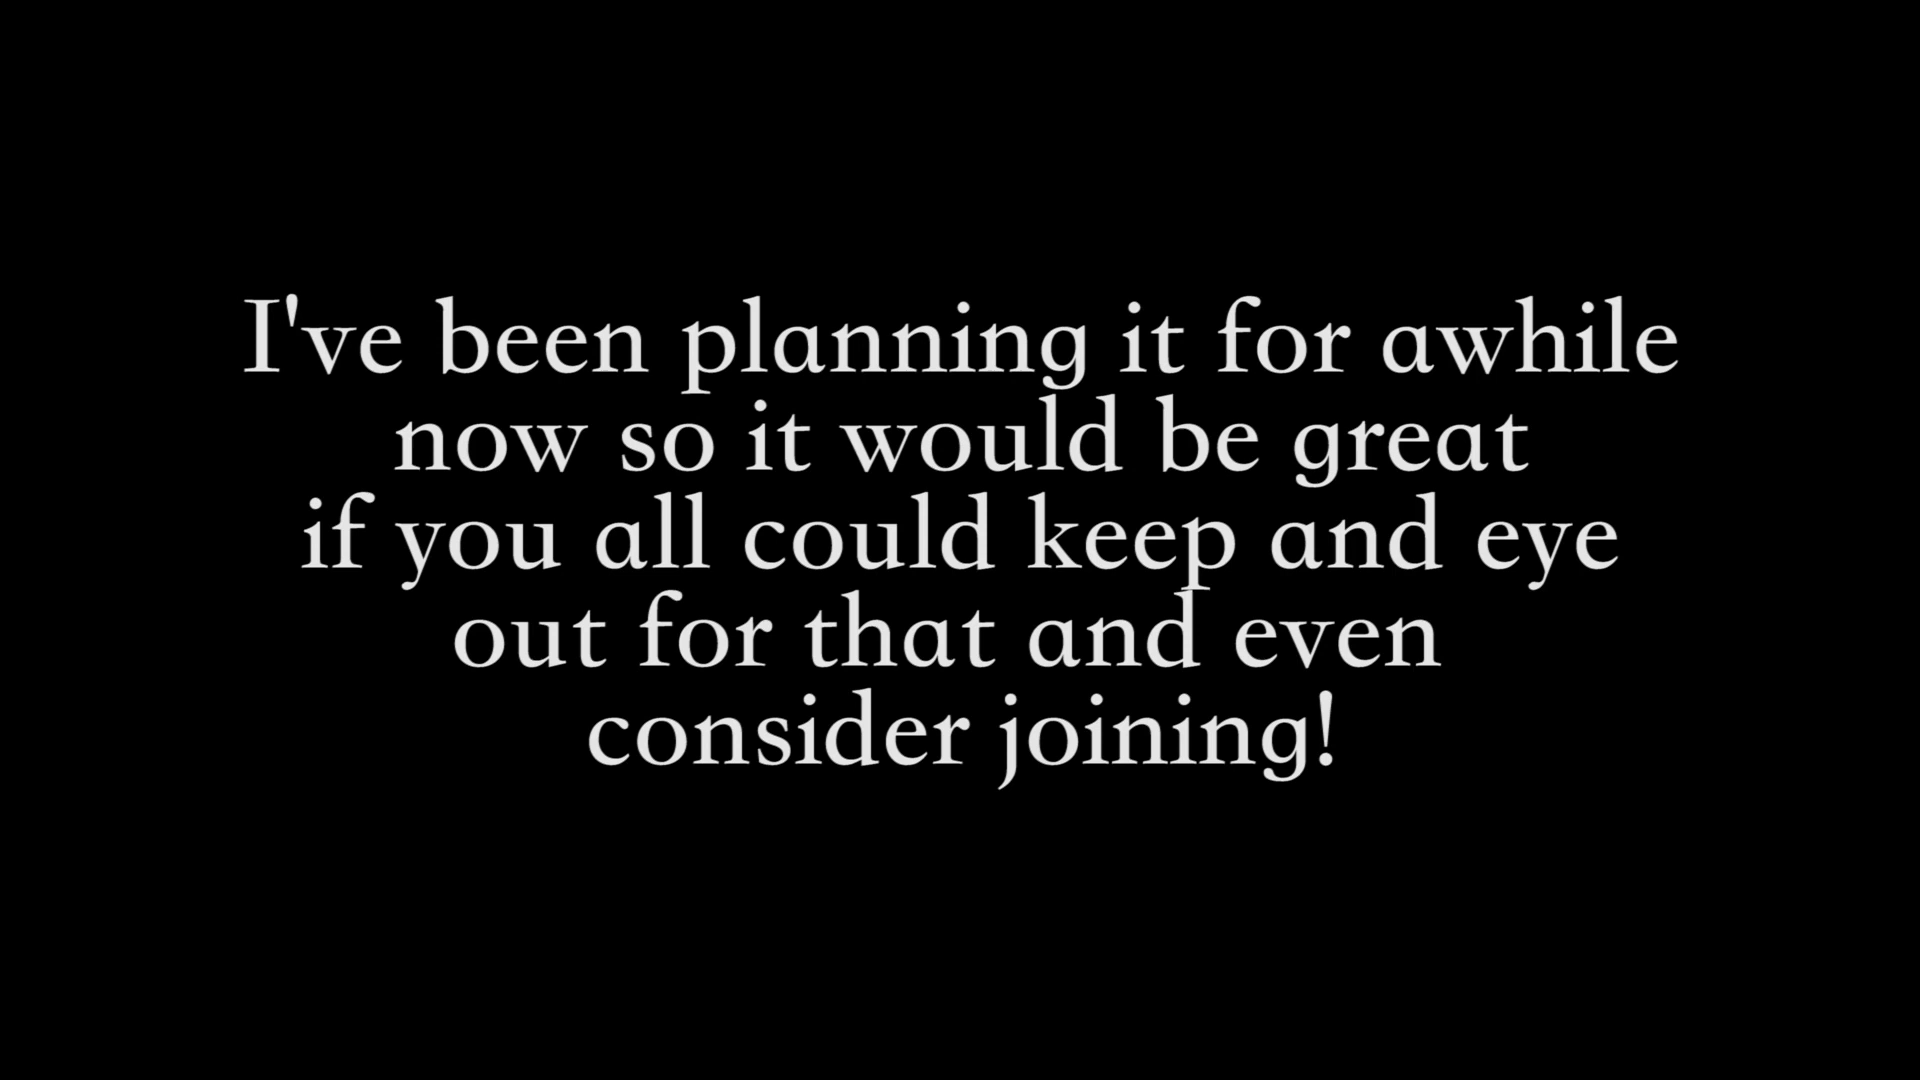 I've been planning it for awhile
now so it would be great
if you all could keep and eye
out for that and even
consider joining!